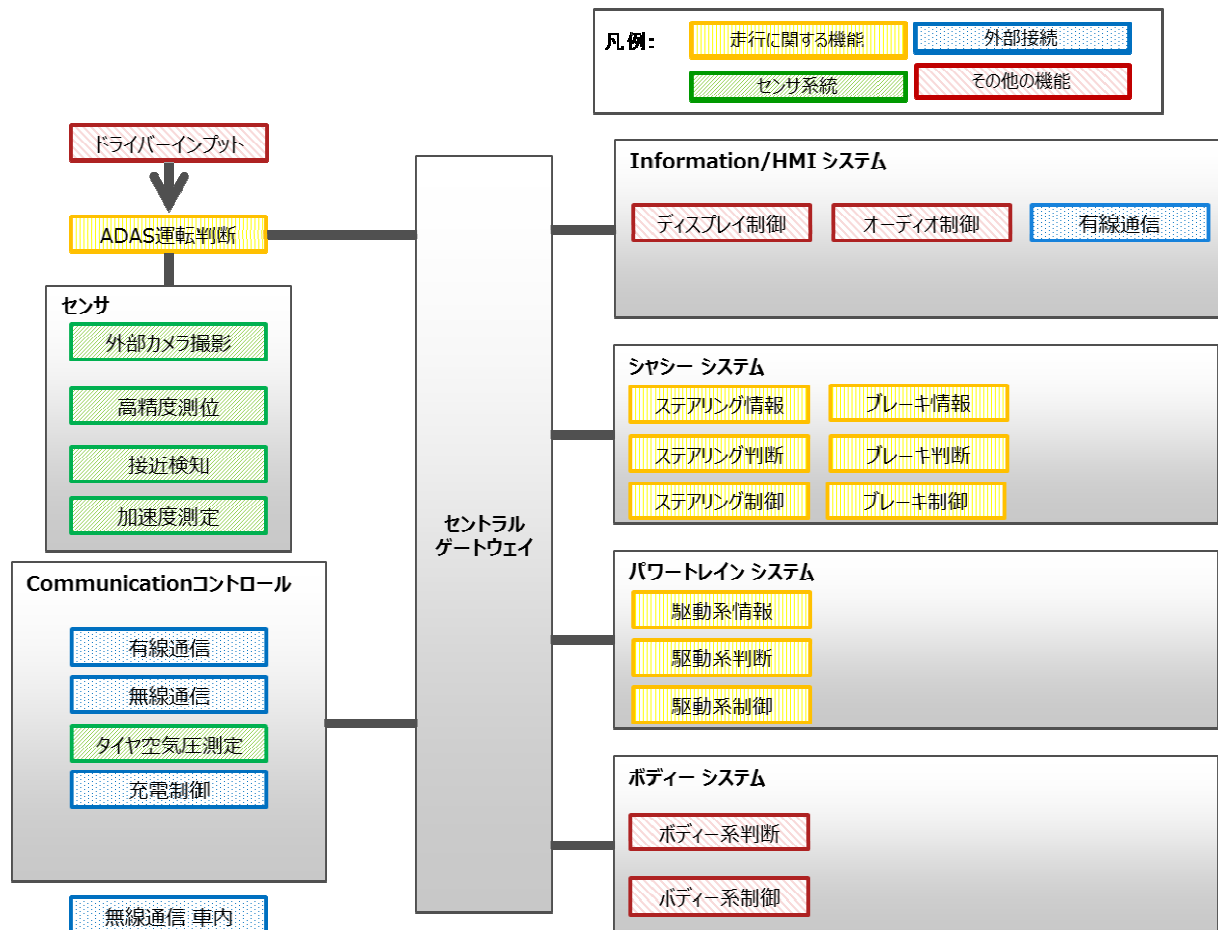 凡例:
走行に関する機能
外部接続
センサ系統
その他の機能
ドライバーインプット
ADAS運転判断
センサ
外部カメラ撮影
高精度測位
接近検知
加速度測定
Communicationコントロール
有線通信
無線通信
タイヤ空気圧測定
充電制御
無線通信 車内
セントラル
ゲートウェイ
Information/HMI システム
ディスプレイ制御
オーディオ制御
有線通信
シャシー システム
ステアリング情報
ブレーキ情報
ステアリング判断
ブレーキ判断
ステアリング制御
ブレーキ制御
パワートレイン システム
駆動系情報
駆動系判断
駆動系制御
ボディー システム
ボディー系判断
ボディー系制御